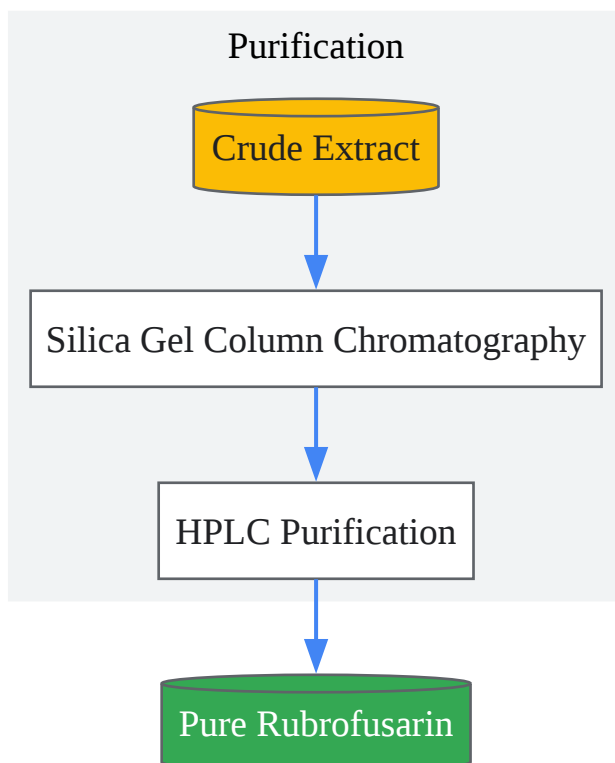 Purification
Crude Extract
Silica Gel Column Chromatography
HPLC Purification
Pure Rubrofusarin